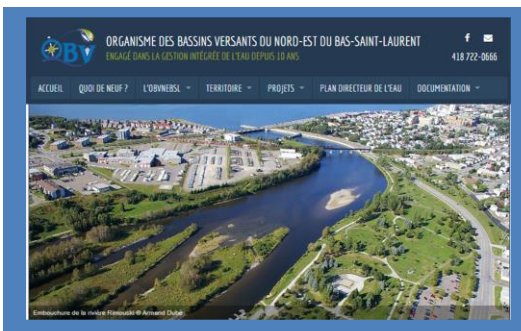 OBV
ORGANISME DES BASSINS VERSANTS DU NORD-EST DU BAS-SAINT-LAURENT
ENGAGÉ DANS LA GESTION INTÉGRÉE DE L'EAU DEPUIS 10 ANS
418 722-0666
ACCUEIL QUOI DE NEUF ? L'OBVNEBSL TERRITOIRE PROJETS PLAN DIRECTEUR DE L'EAU DOCUMENTATION
Embouchure de la rivière Rimouski © Armand Dubé